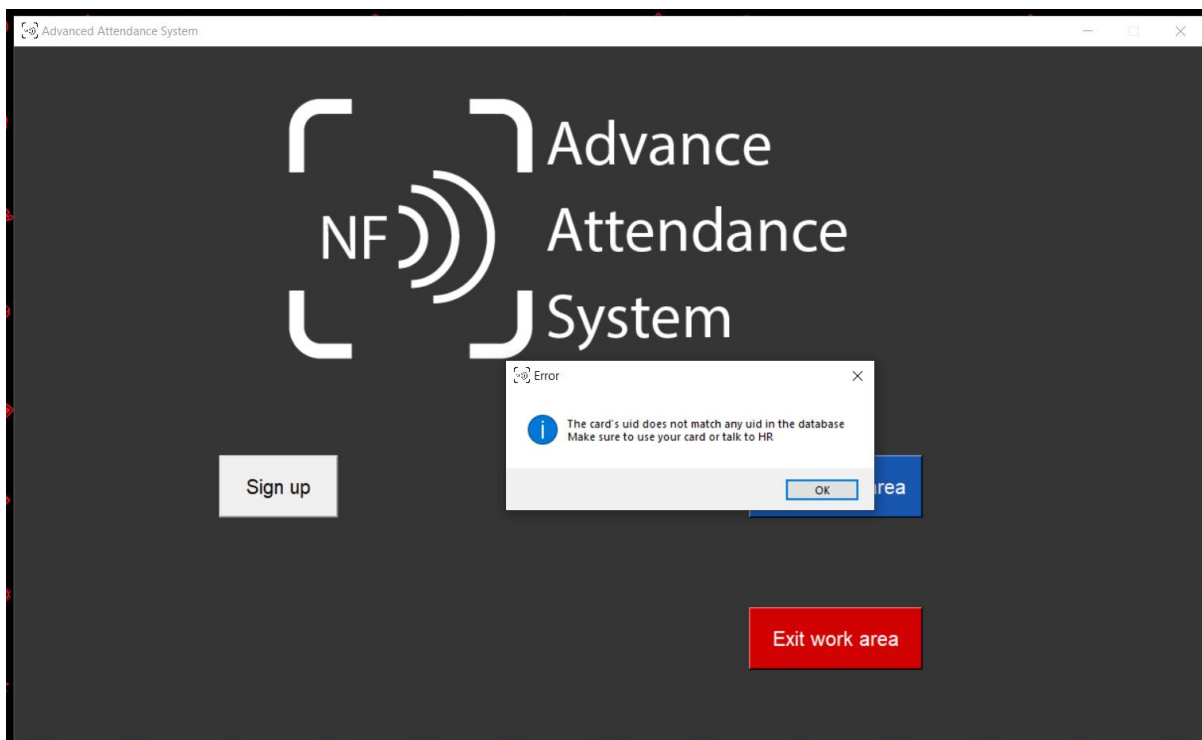 Advanced Attendance System
Advance
NF
Attendance
System
Error
The card's uid does not match any uid in the database
Make sure to use your card or talk to HR
OK
Sign up
area
Exit work area